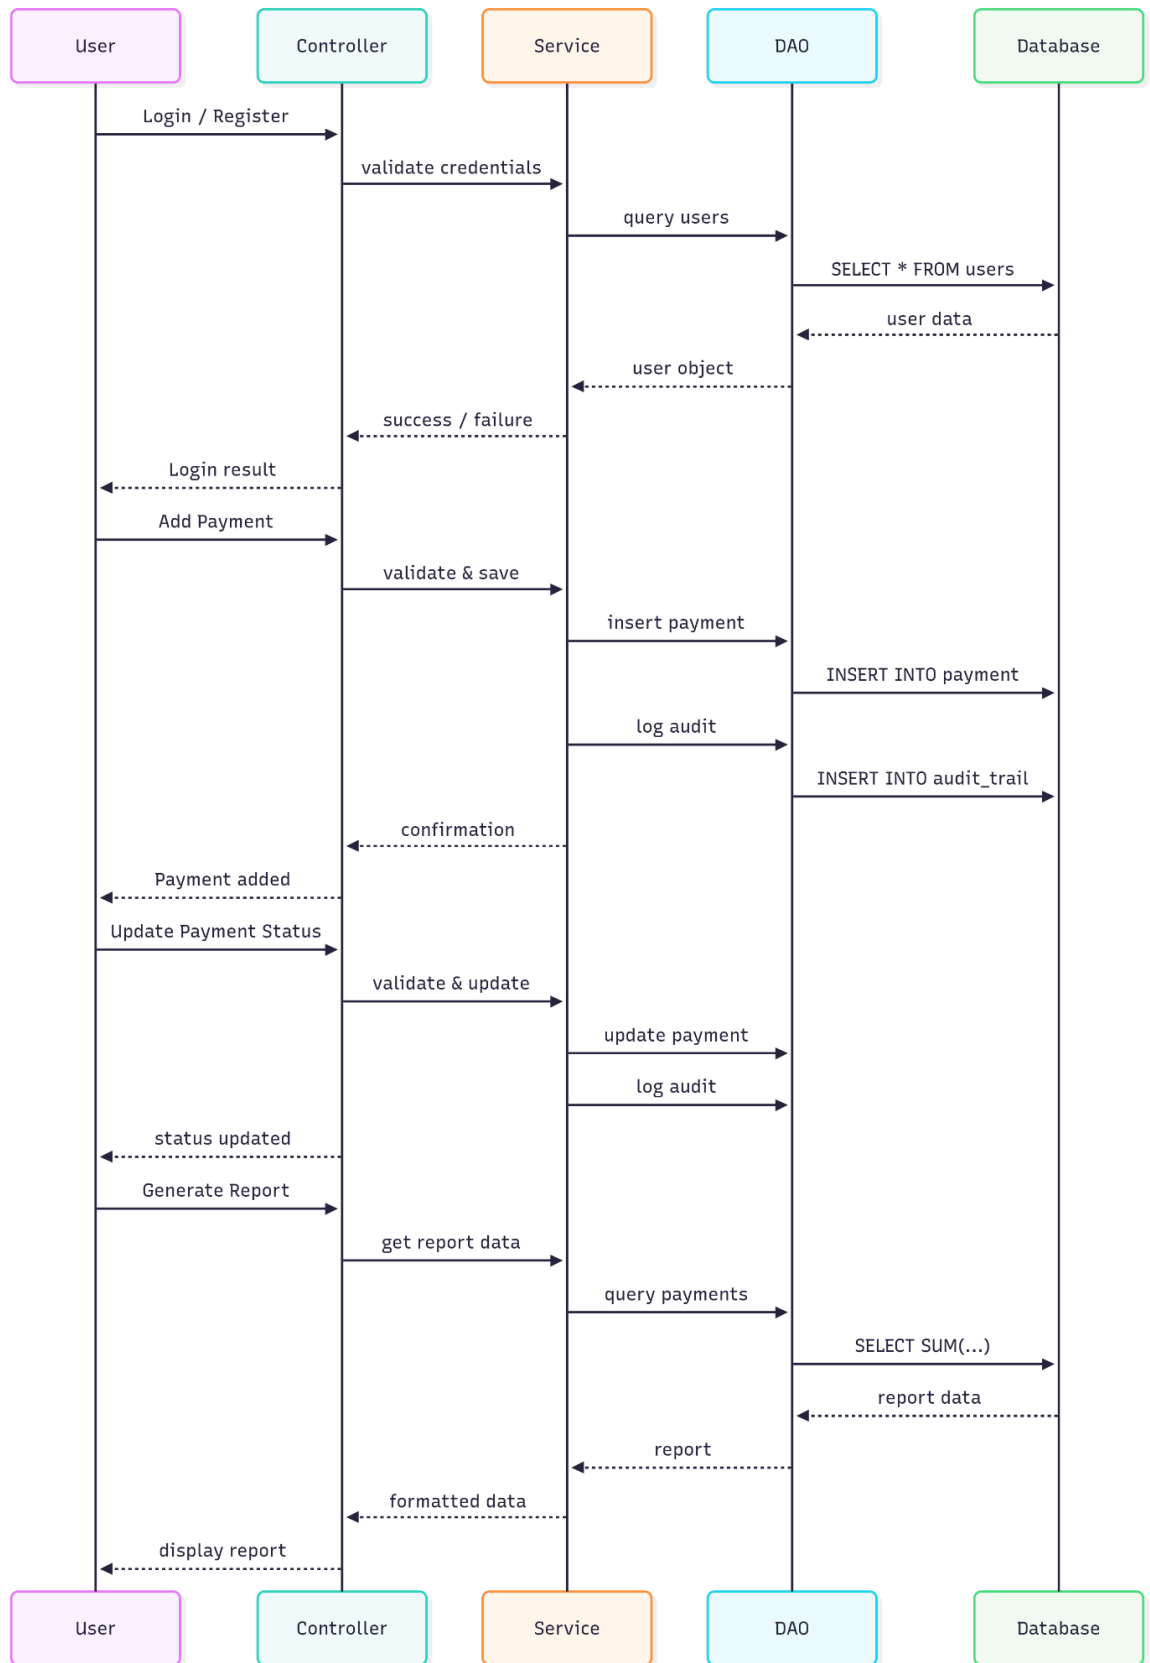 User
Controller
Service
DAO
Database
Login / Register
validate credentials
query users
SELECT * FROM users
user data
user object
success / failure
Login result
Add Payment
validate & save
insert payment
INSERT INTO payment
log audit
INSERT INTO audit_trail
confirmation
Payment added
Update Payment Status
validate & update
update payment
log audit
status updated
Generate Report
get report data
query payments
SELECT SUM(...)
report data
report
formatted data
display report
User
Controller
Service
DAO
Database